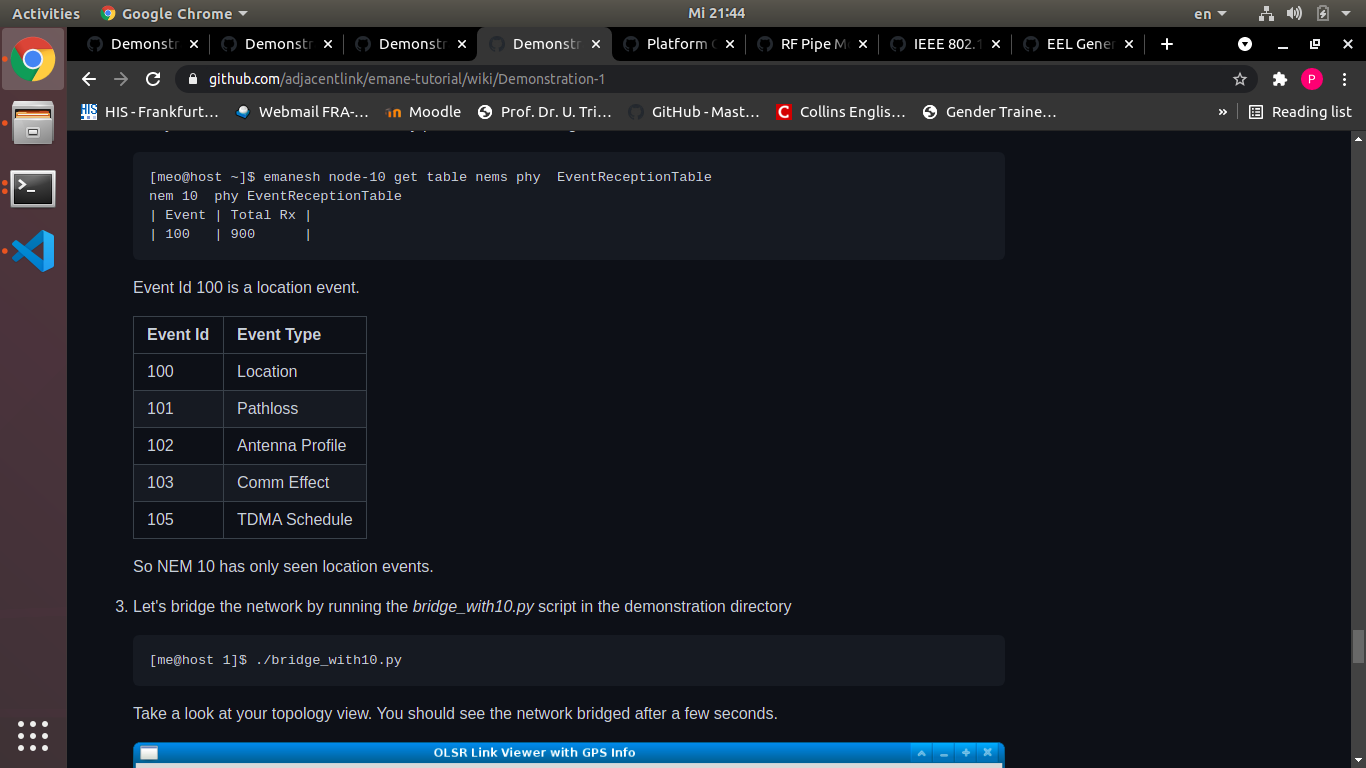 Activities Google Chrome Mi 21:44 en
Demonstr Demonstr Demonstr Demonstr Platform RF Pipe M IEEE 802.1 EEL Gener
github.com/adjacentlink/emane-tutorial/wiki/Demonstration-1 P
HIS - Frankfurt… Webmail FRA-… Moodle Prof. Dr. U. Tri… GitHub - Mast… Collins Englis… Gender Traine… » Reading list
[meo@host ~]$ emanesh node-10 get table nems phy  EventReceptionTable
nem 10  phy EventReceptionTable
| Event | Total Rx |
| 100   | 900      |
Event Id 100 is a location event.
Event Id Event Type
100 Location
101 Pathloss
102 Antenna Profile
103 Comm Effect
105 TDMA Schedule
So NEM 10 has only seen location events.
3. Let's bridge the network by running the bridge_with10.py script in the demonstration directory
[me@host 1]$ ./bridge_with10.py
Take a look at your topology view. You should see the network bridged after a few seconds.
OLSR Link Viewer with GPS Info